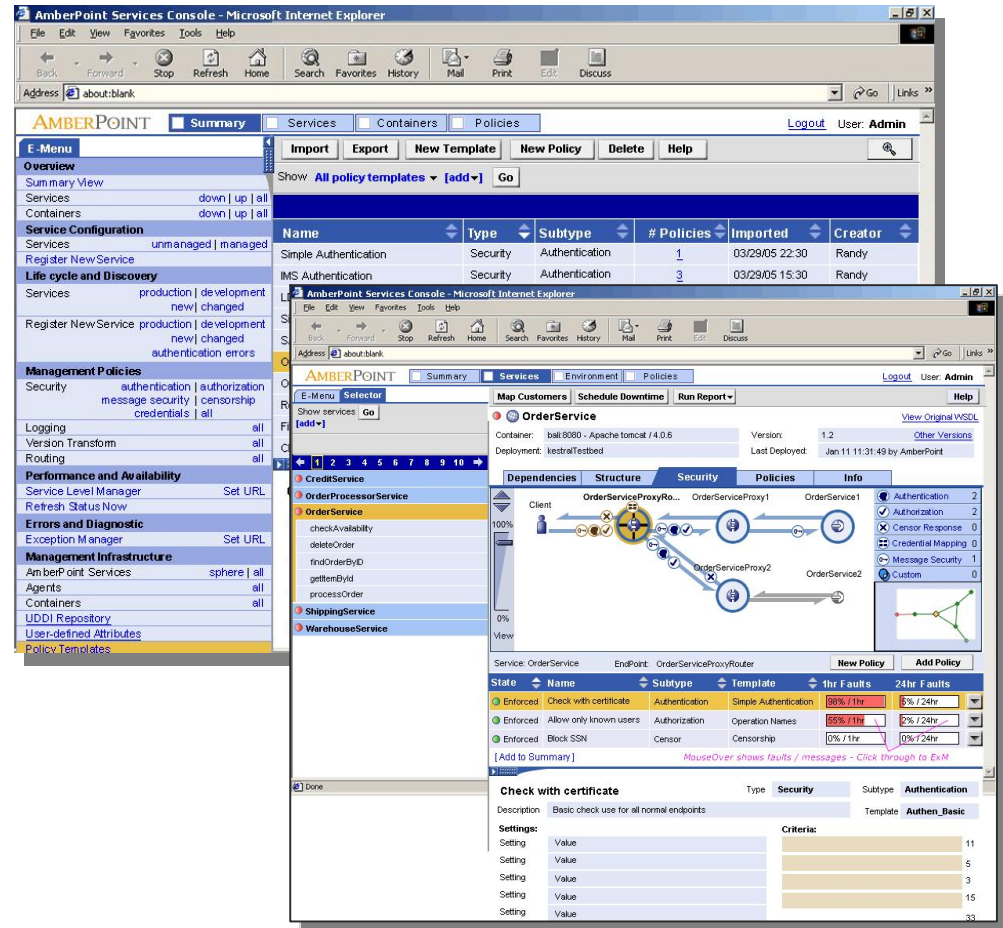 AmberPoint Services Console - Microsoft Internet Explorer
File Edit View Favorites Tools Help
Back Forward Stop Refresh Home Search Favorites History Mail Print Edit Discuss
Address about:blank Go Links »
AMBERPOINT Summary Services Containers Policies Logout User: Admin
E-Menu
Overview
Summary View
Services down | up | all
Containers down | up | all
Service Configuration
Services unmanaged | managed
Register New Service
Life cycle and Discovery
Services production | development
new | changed
Register New Service production | development
new | changed
authentication errors
Management Policies
Security authentication | authorization
message security | censorship
credentials | all
Logging all
Version Transform all
Routing all
Performance and Availability
Service Level Manager Set URL
Refresh Status Now
Errors and Diagnostic
Exception Manager Set URL
Management Infrastructure
AmberPoint Services sphere | all
Agents all
Containers all
UDDI Repository
User-defined Attributes
Policy Templates
Import Export New Template New Policy Delete Help
Show All policy templates [add] Go
Name Type Subtype # Policies Imported Creator
Simple Authentication Security Authentication 1 03/29/05 22:30 Randy
IMS Authentication Security Authentication 3 03/29/05 15:30 Randy
AmberPoint Services Console - Microsoft Internet Explorer
File Edit View Favorites Tools Help
Back Forward Stop Refresh Home Search Favorites History Mail Print Edit Discuss
Address about:blank Go Links »
AMBERPOINT Summary Services Environment Policies Logout User: Admin
E-Menu Selector
Show services Go
[add]
1 2 3 4 5 6 7 8 9 10
CreditService
OrderProcessorService
OrderService
checkAvailability
deleteOrder
findOrderByID
getItemById
processOrder
ShippingService
WarehouseService
Done
Map Customers Schedule Downtime Run Report Help
OrderService View Original WSDL
Container: bali:8080 - Apache tomcat / 4.0.6 Version: 1.2 Other Versions
Deployment: kestralTestbed Last Deployed: Jan 11 11:31:49 by AmberPoint
Dependencies Structure Security Policies Info
100%
0%
View
Client
OrderServiceProxyRo... OrderServiceProxy1 OrderService1
OrderServiceProxy2 OrderService2
Authentication 2
Authorization 2
Censor Response 0
Credential Mapping 0
Message Security 1
Custom 0
Service: OrderService EndPoint: OrderServiceProxyRouter New Policy Add Policy
State Name Subtype Template 1hr Faults 24hr Faults
Enforced Check with certificate Authentication Simple Authentication 98% / 1hr 5% / 24hr
Enforced Allow only known users Authorization Operation Names 55% / 1hr 2% / 24hr
Enforced Block SSN Censor Censorship 0% / 1hr 0% / 24hr
[Add to Summary] MouseOver shows faults / messages - Click through to ExM
Check with certificate Type Security Subtype Authentication
Description Basic check use for all normal endpoints Template Authen_Basic
Settings: Criteria:
Setting Value 11
Setting Value 5
Setting Value 3
Setting Value 15
Setting Value 33